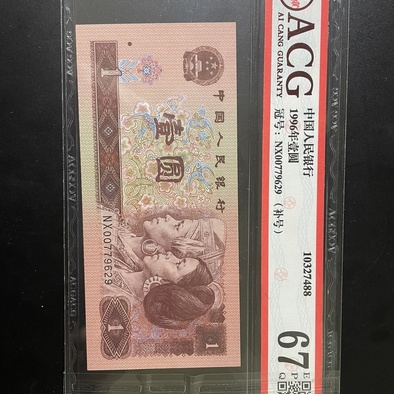 ACG
AI CANG GUARANTY
中国人民银行
1996年壹圆
冠号：NX00779629（补号）
10327488
67
E
P
Q
中国人民银行
壹圆
NX00779629
1
1